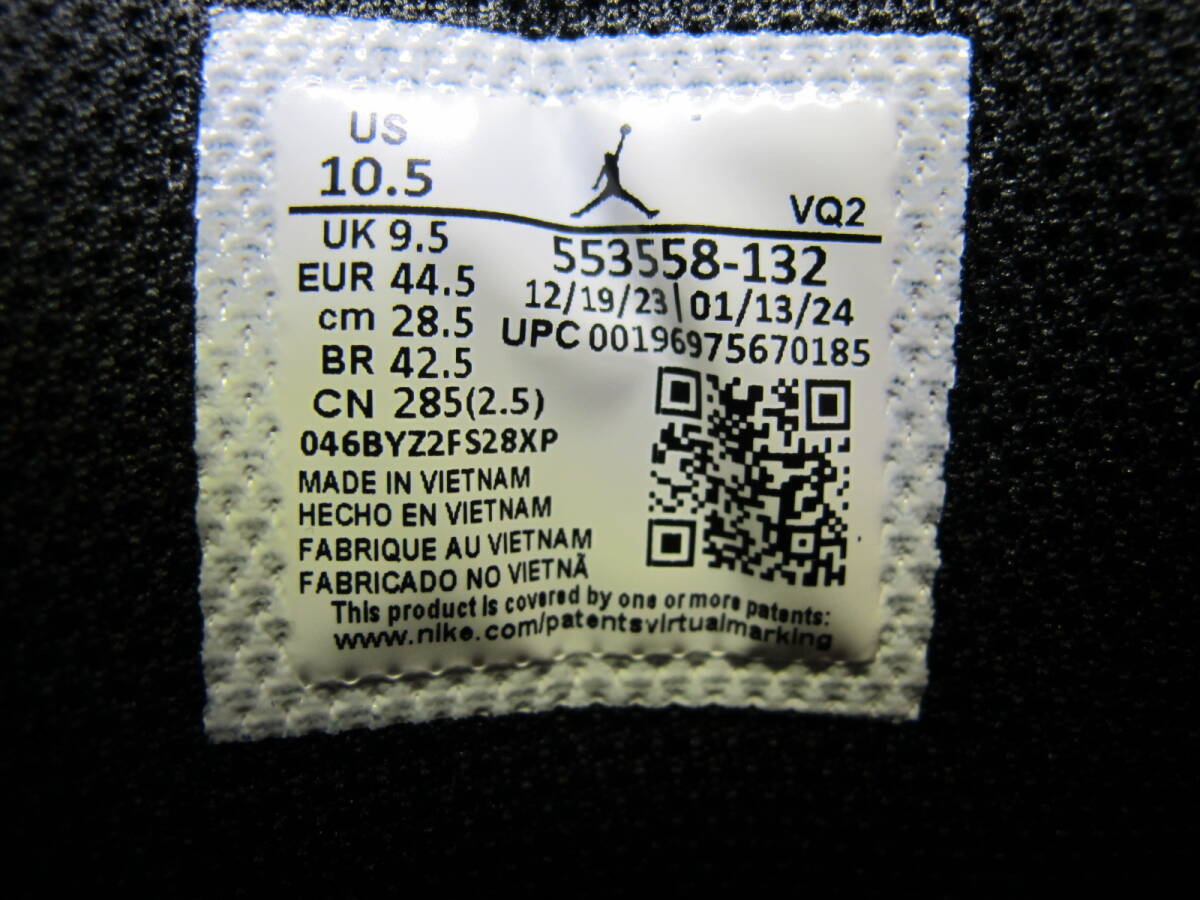 US
10.5
VQ2
UK 9.5
EUR 44.5
cm 28.5
BR 42.5
CN 285(2.5)
046BYZ2FS28XP
553558-132
12/19/23|01/13/24
UPC 00196975670185
MADE IN VIETNAM
HECHO EN VIETNAM
FABRIQUE AU VIETNAM
FABRICADO NO VIETNÃ
This product is covered by one or more patents:
www.nike.com/patentsvirtualmarking